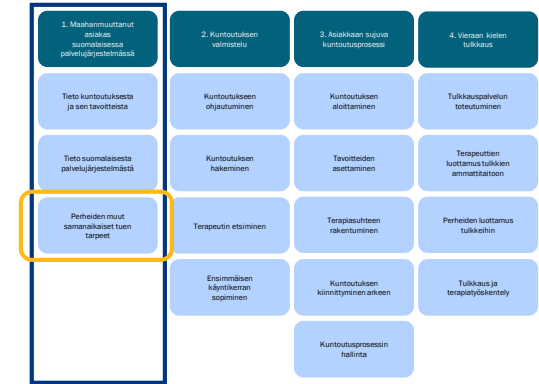 1. Maahanmuuttanut
asiakas
suomalaisessa
palvelujärjestelmässä
Tieto kuntoutuksesta
ja sen tavoitteista
Tieto suomalaisesta
palvelujärjestelmästä
Perheiden muut
samanaikaiset tuen
tarpeet
2. Kuntoutuksen
valmistelu
Kuntoutukseen
ohjautuminen
Kuntoutuksen
hakeminen
Terapeutin etsiminen
Ensimmäisen
käyntikerran
sopiminen
3. Asiakkaan sujuva
kuntoutusprosessi
Kuntoutuksen
aloittaminen
Tavoitteiden
asettaminen
Terapiasuhteen
rakentuminen
Kuntoutuksen
kiinnittyminen arkeen
Kuntoutusprosessin
hallinta
4. Vieraan kielen
tulkkaus
Tulkkauspalvelun
toteutuminen
Terapeuttien
luottamus tulkkien
ammattitaitoon
Perheiden luottamus
tulkkeihin
Tulkkaus ja
terapiatyöskentely